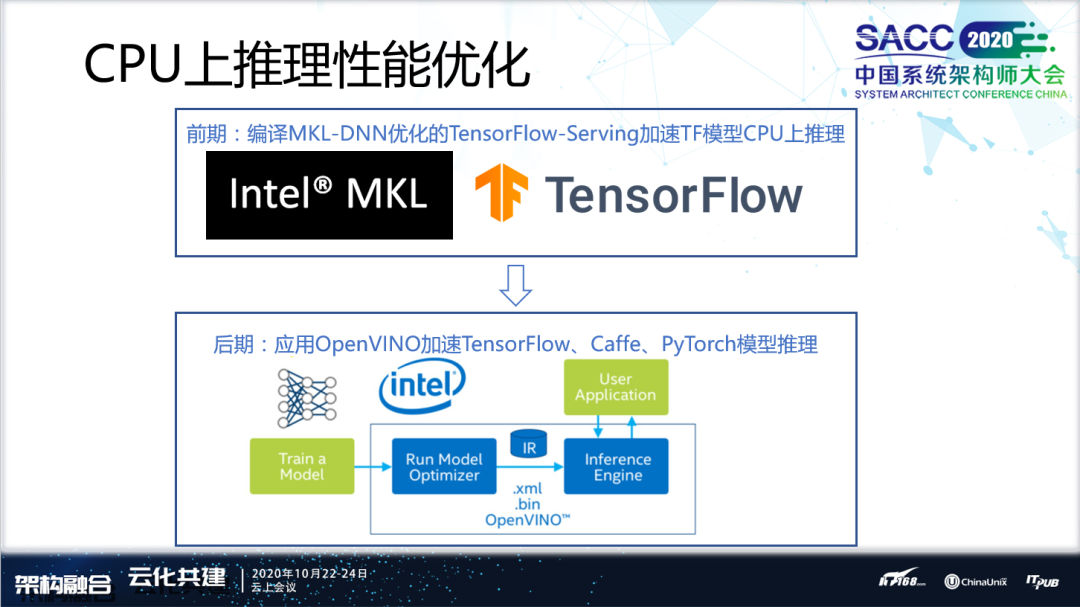 CPU上推理性能优化
SACC 2020
中国系统架构师大会
SYSTEM ARCHITECT CONFERENCE CHINA
前期：编译MKL-DNN优化的TensorFlow-Serving加速TF模型CPU上推理
Intel® MKL
TensorFlow
后期：应用OpenVINO加速TensorFlow、Caffe、PyTorch模型推理
intel
User
Application
Train a
Model
Run Model
Optimizer
IR
.xml
.bin
OpenVINO™
Inference
Engine
架构融合 云化共建
2020年10月22-24日
云上会议
IT168.com
ChinaUnix
ITPUB